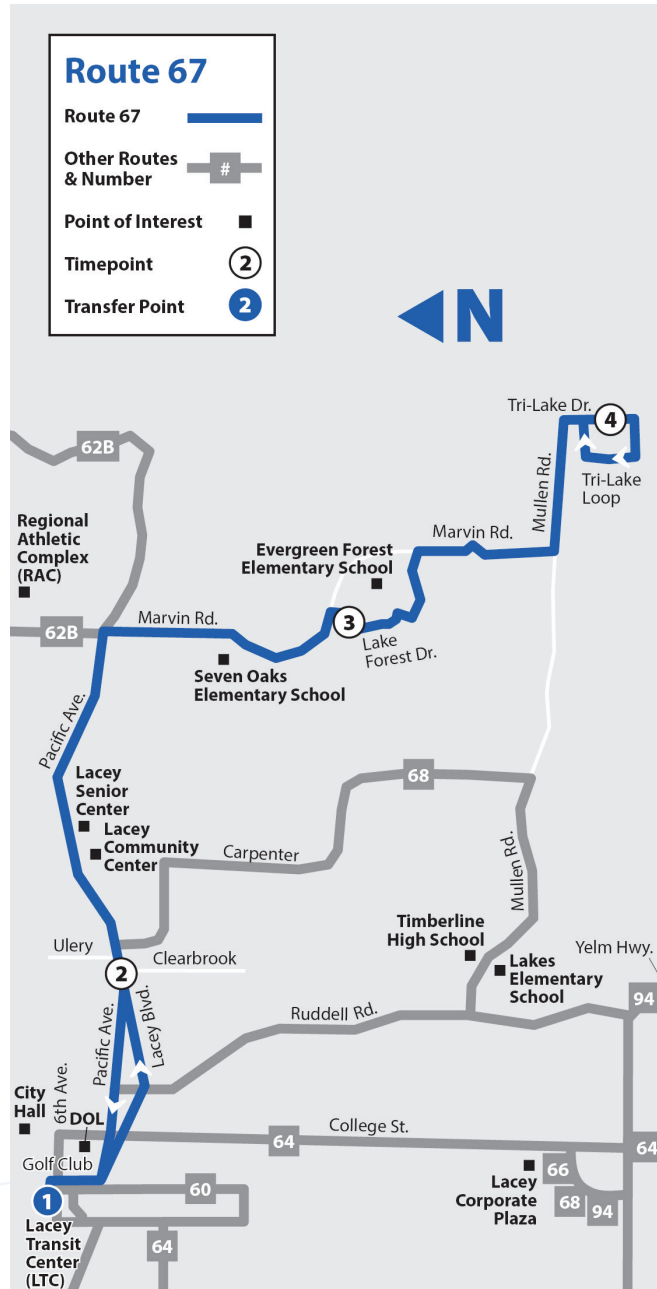 Route 67
Route 67
Other Routes
& Number
#
Point of Interest
Timepoint
2
Transfer Point
2
N
Tri-Lake Dr.
4
62B
Mullen Rd.
Tri-Lake
Loop
Regional
Athletic
Complex
(RAC)
Marvin Rd.
Evergreen Forest
Elementary School
62B
Marvin Rd.
3
Lake
Forest Dr.
Seven Oaks
Elementary School
Pacific Ave.
Lacey
Senior
Center
68
Lacey
Community
Center
Carpenter
Mullen Rd.
Ulery
Clearbrook
2
Timberline
High School
Lakes
Elementary
School
Yelm Hwy.
94
Pacific Ave.
Lacey Blvd.
Ruddell Rd.
6th Ave.
City
Hall
DOL
College St.
64
64
Golf Club
60
Lacey
Corporate
Plaza
66
68
94
1
Lacey
Transit
Center
(LTC)
64